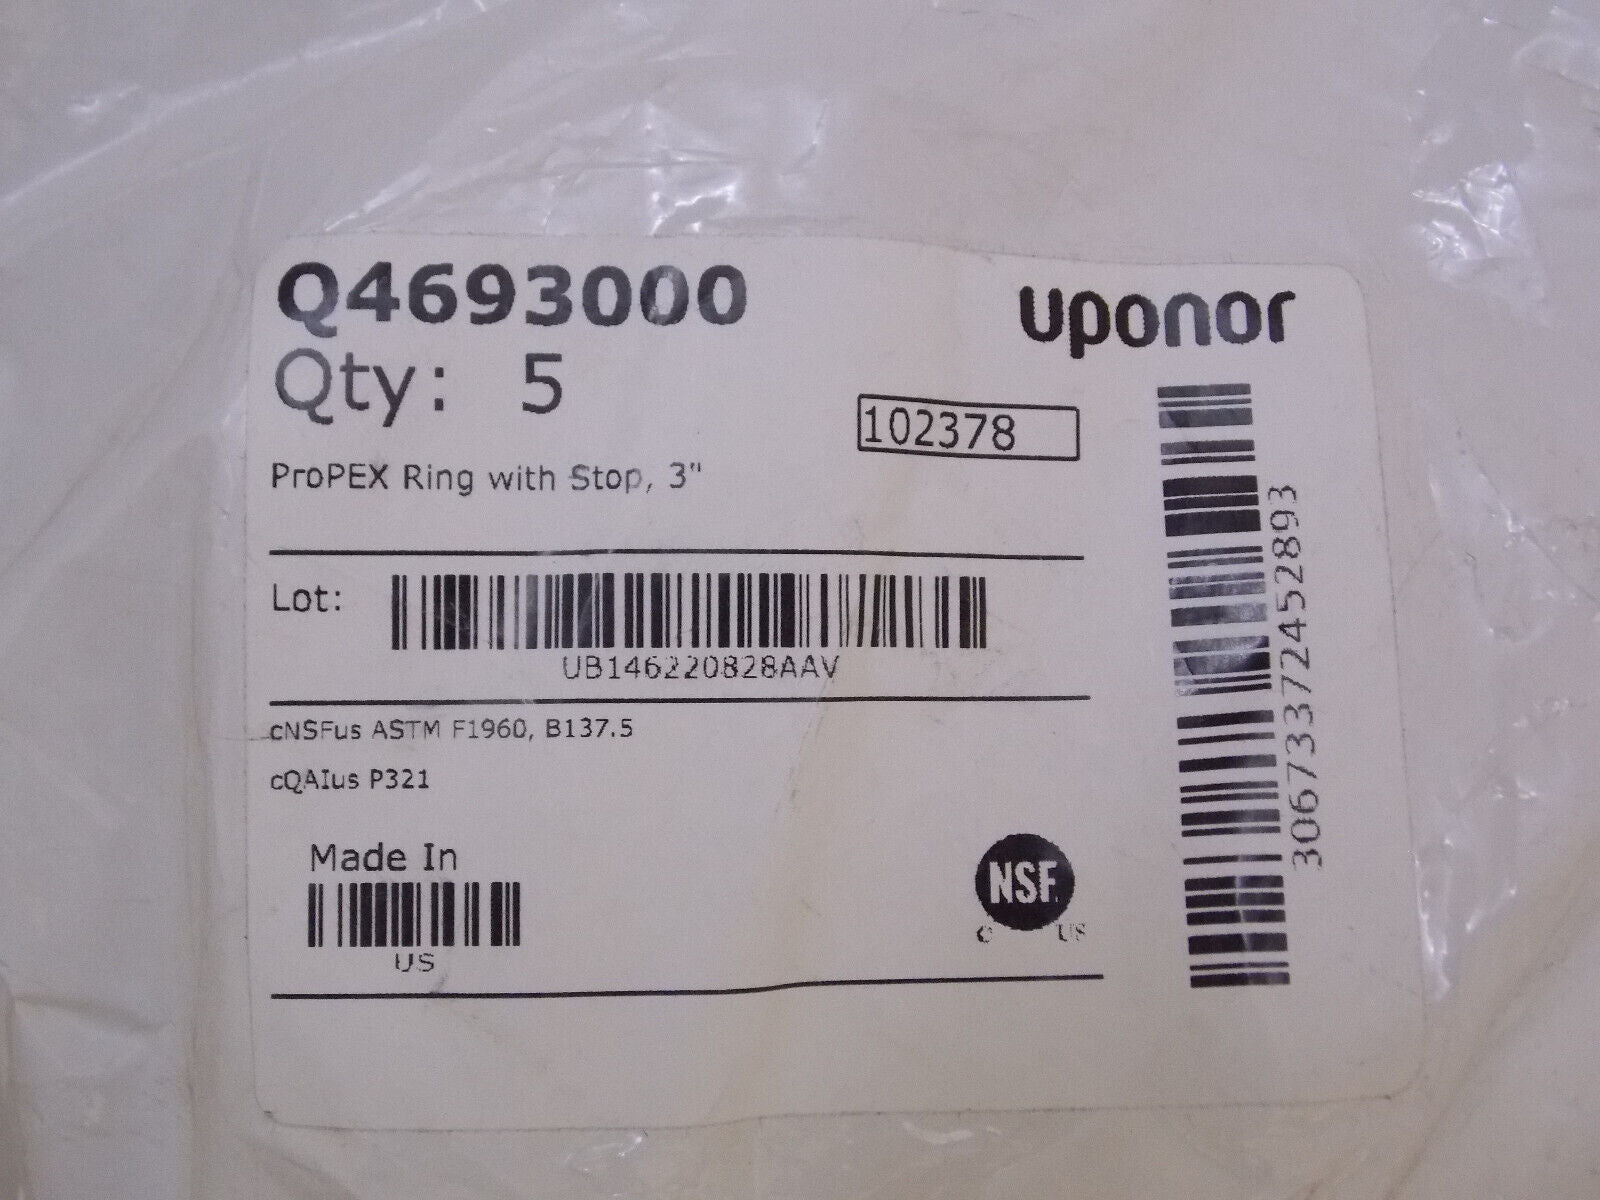 Q4693000
uponor
Qty: 5
102378
ProPEX Ring with Stop, 3"
Lot:
UB146220828AAV
30673372452893
cNSFus ASTM F1960, B137.5
cQAIus P321
Made In
US
NSF.
C US